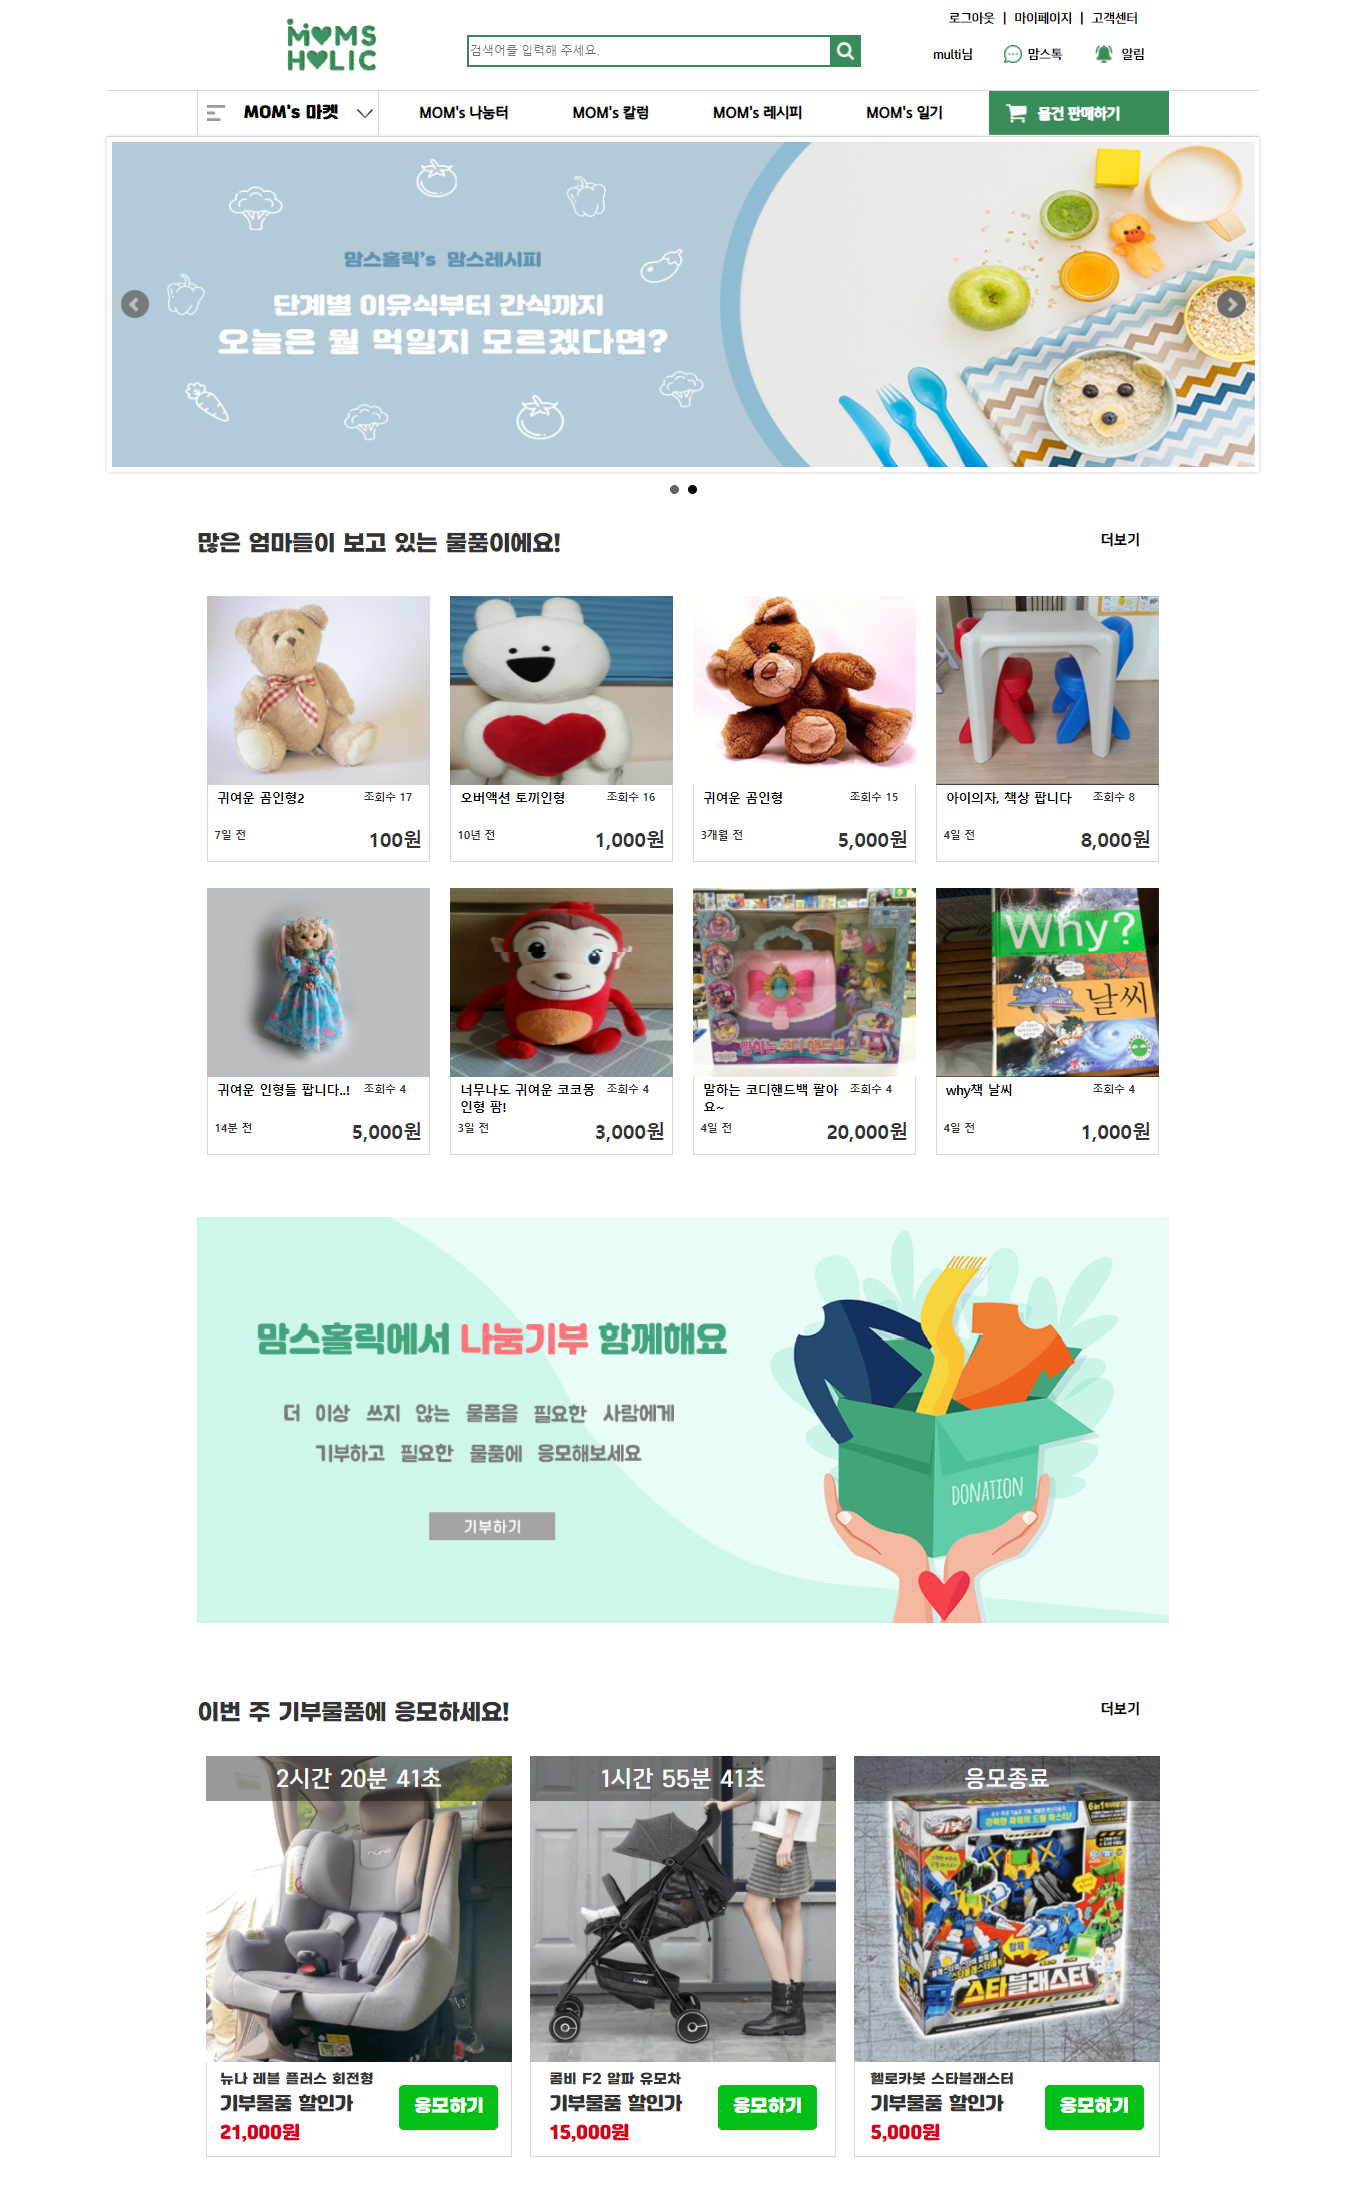 로그아웃 | 마이페이지 | 고객센터
MOMS
HOLIC
검색어를 입력해 주세요.
multi님 맘스톡 알림
MOM's 마켓 MOM's 나눔터 MOM's 칼럼 MOM's 레시피 MOM's 일기 물건 판매하기
맘스홀릭's 맘스레시피
단계별 이유식부터 간식까지
오늘은 뭘 먹일지 모르겠다면?
많은 엄마들이 보고 있는 물품이에요! 더보기
귀여운 곰인형2 조회수 17
7일 전 100원
오버액션 토끼인형 조회수 16
10년 전 1,000원
귀여운 곰인형 조회수 15
3개월 전 5,000원
아이의자, 책상 팝니다 조회수 8
4일 전 8,000원
Why?
날씨
말하는 코디 핸드백
귀여운 인형들 팝니다..! 조회수 4
14분 전 5,000원
너무나도 귀여운 코코몽 조회수 4
인형 팜!
3일 전 3,000원
말하는 코디핸드백 팔아 조회수 4
요~
4일 전 20,000원
why책 날씨 조회수 4
4일 전 1,000원
맘스홀릭에서 나눔기부 함께해요
더 이상 쓰지 않는 물품을 필요한 사람에게
기부하고 필요한 물품에 응모해보세요
기부하기
DONATION
이번 주 기부물품에 응모하세요! 더보기
2시간 20분 41초
1시간 55분 41초
응모종료
nuna
Combi
카봇
6 in 1
합체
스타블래스터
뉴나 레블 플러스 회전형
기부물품 할인가
21,000원
응모하기
콤비 F2 알파 유모차
기부물품 할인가
15,000원
응모하기
헬로카봇 스타블래스터
기부물품 할인가
5,000원
응모하기